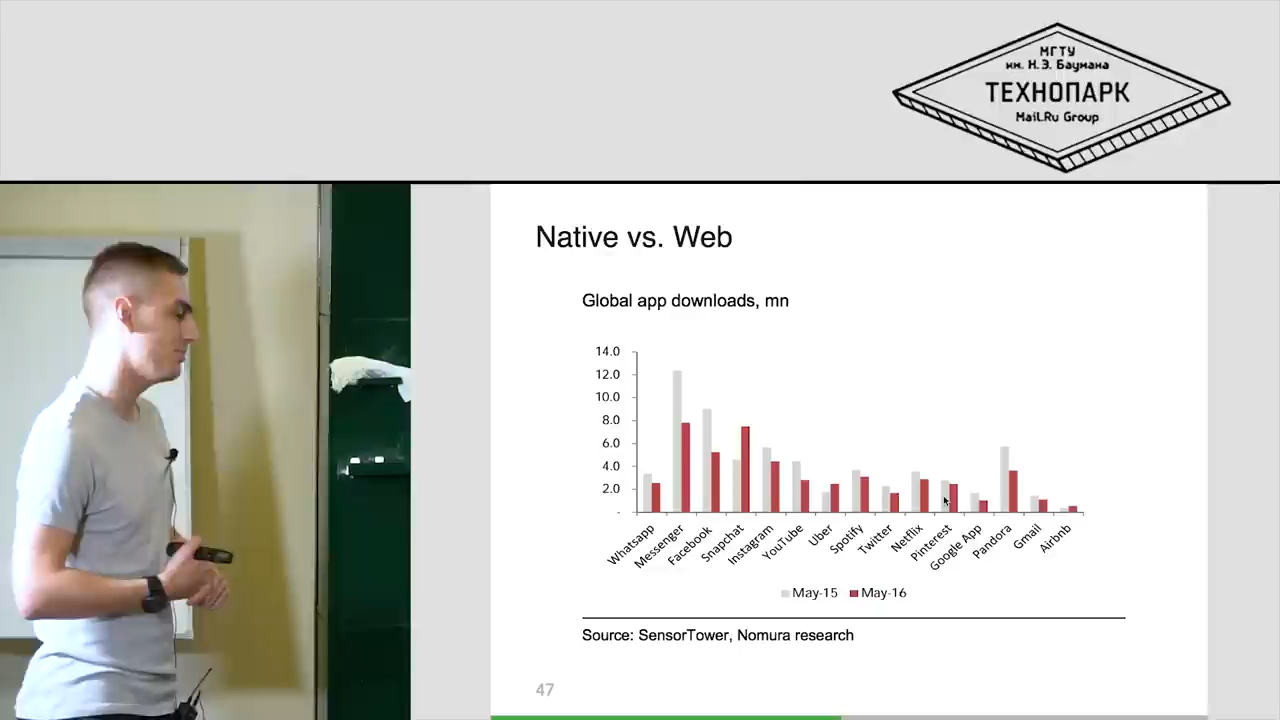 МГТУ
им. Н.Э. Баумана
ТЕХНОПАРК
Mail.Ru Group
Native vs. Web
Global app downloads, mn
14.0
12.0
10.0
8.0
6.0
4.0
2.0
-
Whatsapp
Messenger
Facebook
Snapchat
Instagram
YouTube
Uber
Spotify
Twitter
Netflix
Pinterest
Google App
Pandora
Gmail
Airbnb
May-15 May-16
Source: SensorTower, Nomura research
47